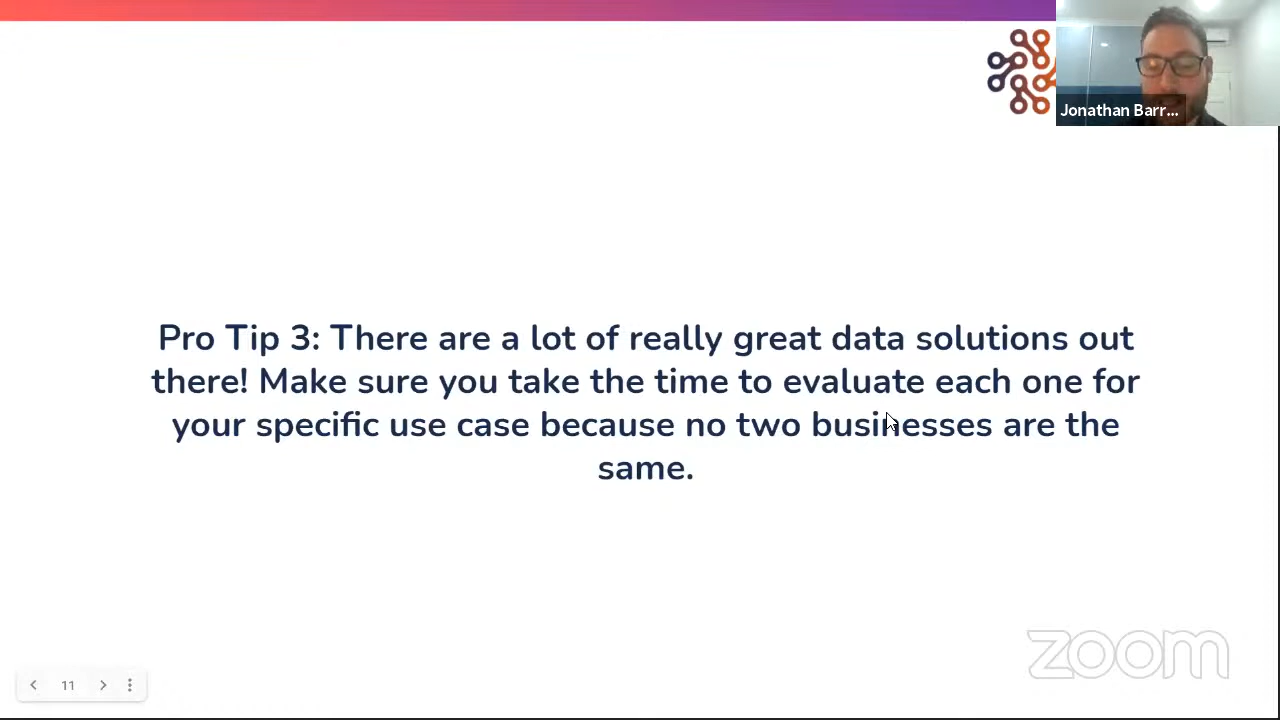 Jonathan Barr...
Pro Tip 3: There are a lot of really great data solutions out
there! Make sure you take the time to evaluate each one for
your specific use case because no two businesses are the
same.
zoom
11